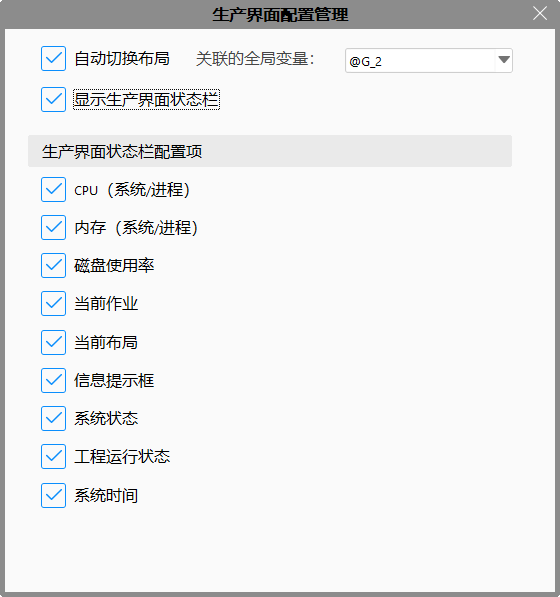 生产界面配置管理
自动切换布局 关联的全局变量: @G_2
显示生产界面状态栏
生产界面状态栏配置项
CPU（系统/进程）
内存（系统/进程）
磁盘使用率
当前作业
当前布局
信息提示框
系统状态
工程运行状态
系统时间